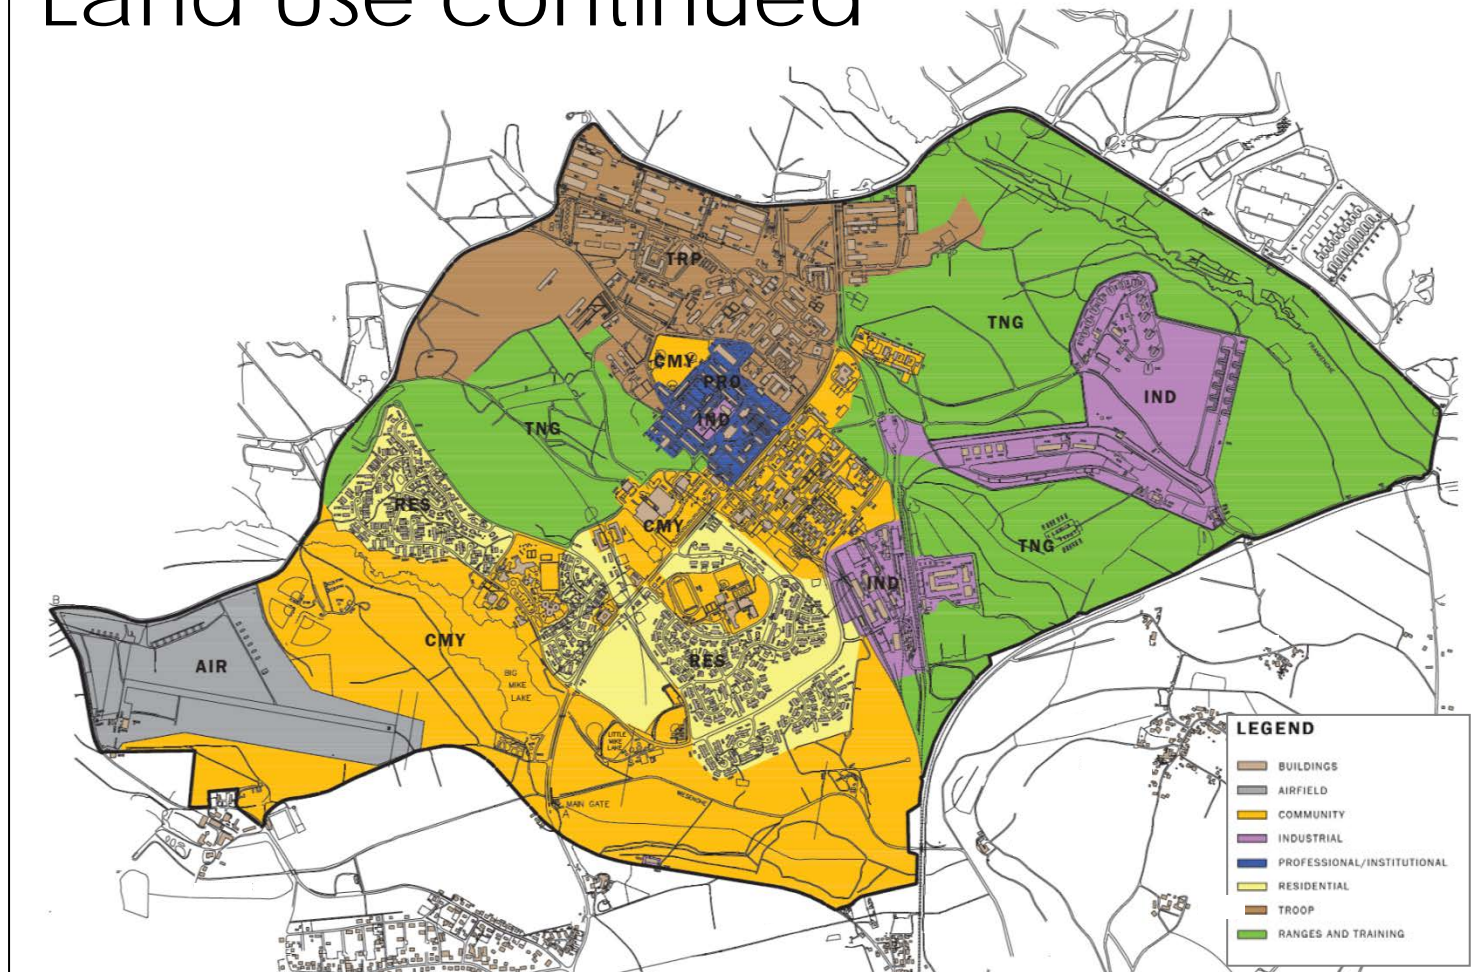 Land use continued
TRP
TNG
CMY
PRO
IND
IND
TNG
RES
CMY
TNG
IND
CMY
AIR
RES
BIG
MIKE
LAKE
LITTLE
MIKE
LAKE
MAIN GATE
A
B
LEGEND
BUILDINGS
AIRFIELD
COMMUNITY
INDUSTRIAL
PROFESSIONAL/INSTITUTIONAL
RESIDENTIAL
TROOP
RANGES AND TRAINING